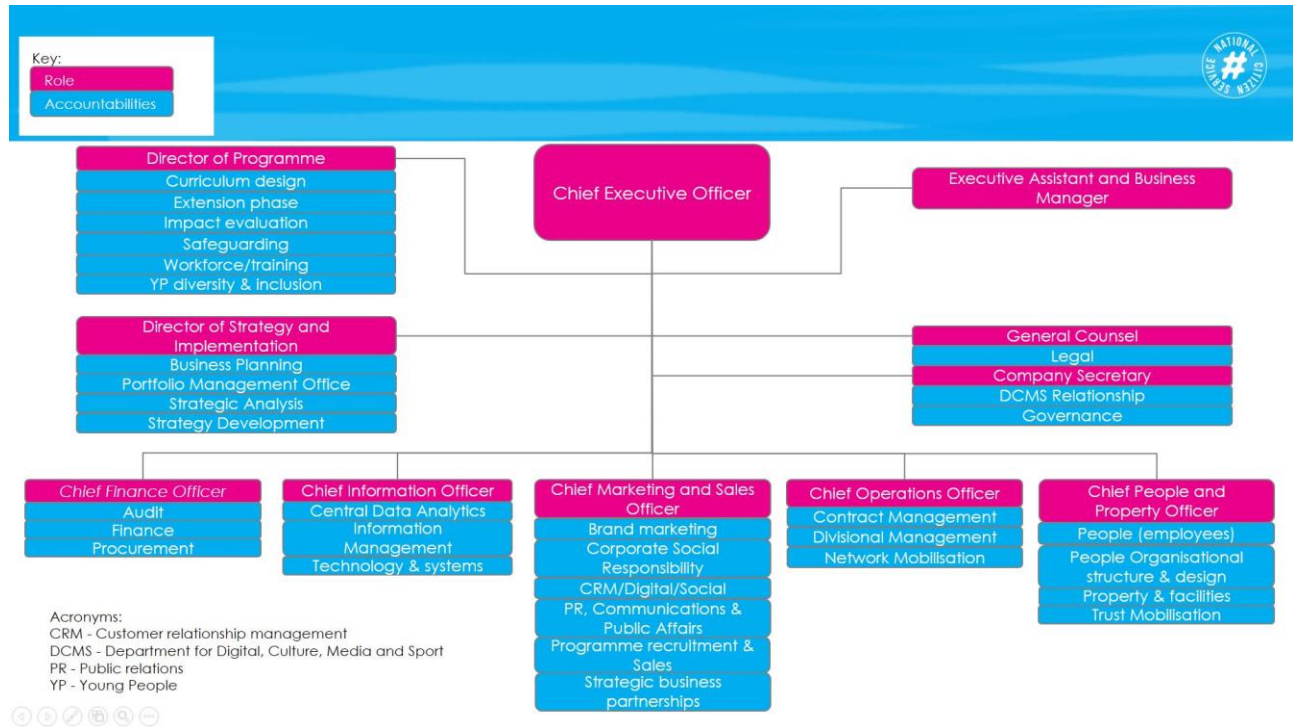 Key:
Role
Accountabilities
NATIONAL CITIZEN SERVICE
#
Director of Programme
Curriculum design
Extension phase
Impact evaluation
Safeguarding
Workforce/training
YP diversity & inclusion
Chief Executive Officer
Executive Assistant and Business
Manager
Director of Strategy and
Implementation
Business Planning
Portfolio Management Office
Strategic Analysis
Strategy Development
General Counsel
Legal
Company Secretary
DCMS Relationship
Governance
Chief Finance Officer
Audit
Finance
Procurement
Chief Information Officer
Central Data Analytics
Information
Management
Technology & systems
Chief Marketing and Sales
Officer
Brand marketing
Corporate Social
Responsibility
CRM/Digital/Social
PR, Communications &
Public Affairs
Programme recruitment &
Sales
Strategic business
partnerships
Chief Operations Officer
Contract Management
Divisional Management
Network Mobilisation
Chief People and
Property Officer
People (employees)
People Organisational
structure & design
Property & facilities
Trust Mobilisation
Acronyms:
CRM - Customer relationship management
DCMS - Department for Digital, Culture, Media and Sport
PR - Public relations
YP - Young People